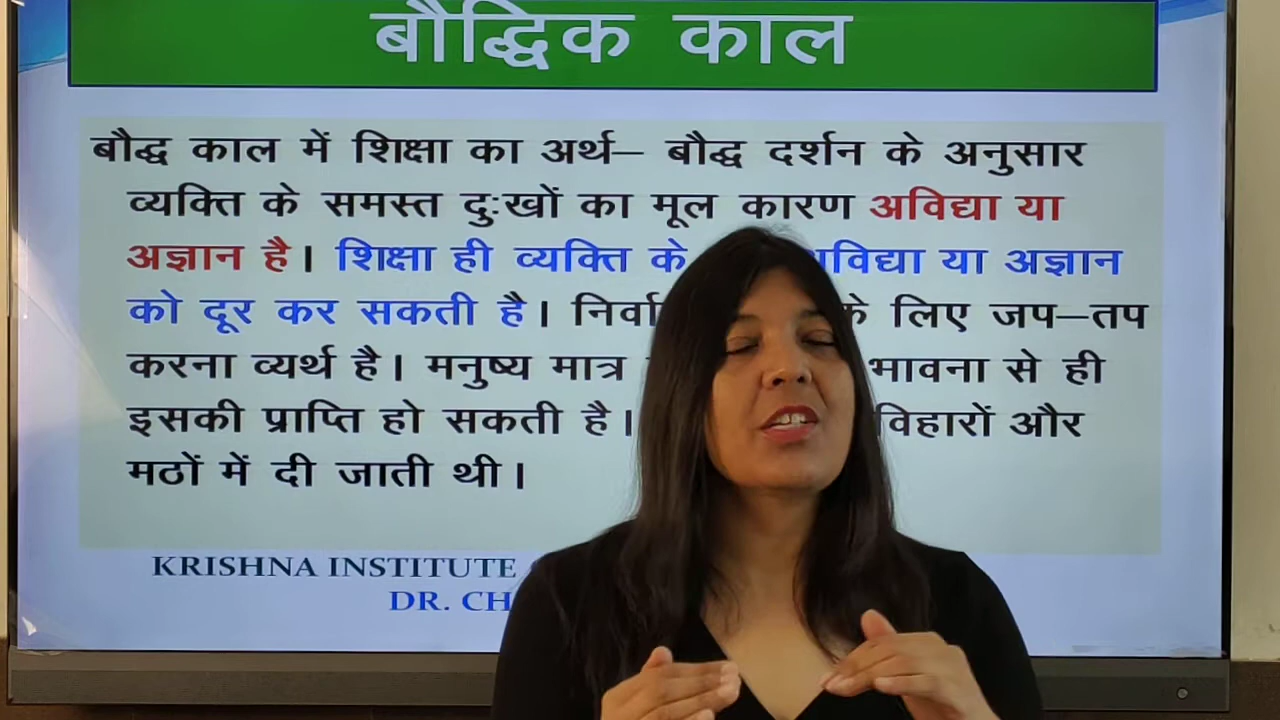 बौद्धिक काल
बौद्ध काल में शिक्षा का अर्थ– बौद्ध दर्शन के अनुसार
व्यक्ति के समस्त दुःखों का मूल कारण अविद्या या
अज्ञान है। शिक्षा ही व्यक्ति के या अज्ञान
को दूर कर सकती है। के लिए जप–तप
करना व्यर्थ है। मनुष्य मात्र भावना से ही
इसकी प्राप्ति हो सकती है। विहारों और
मठों में दी जाती थी।
KRISHNA INSTITUTE
DR.